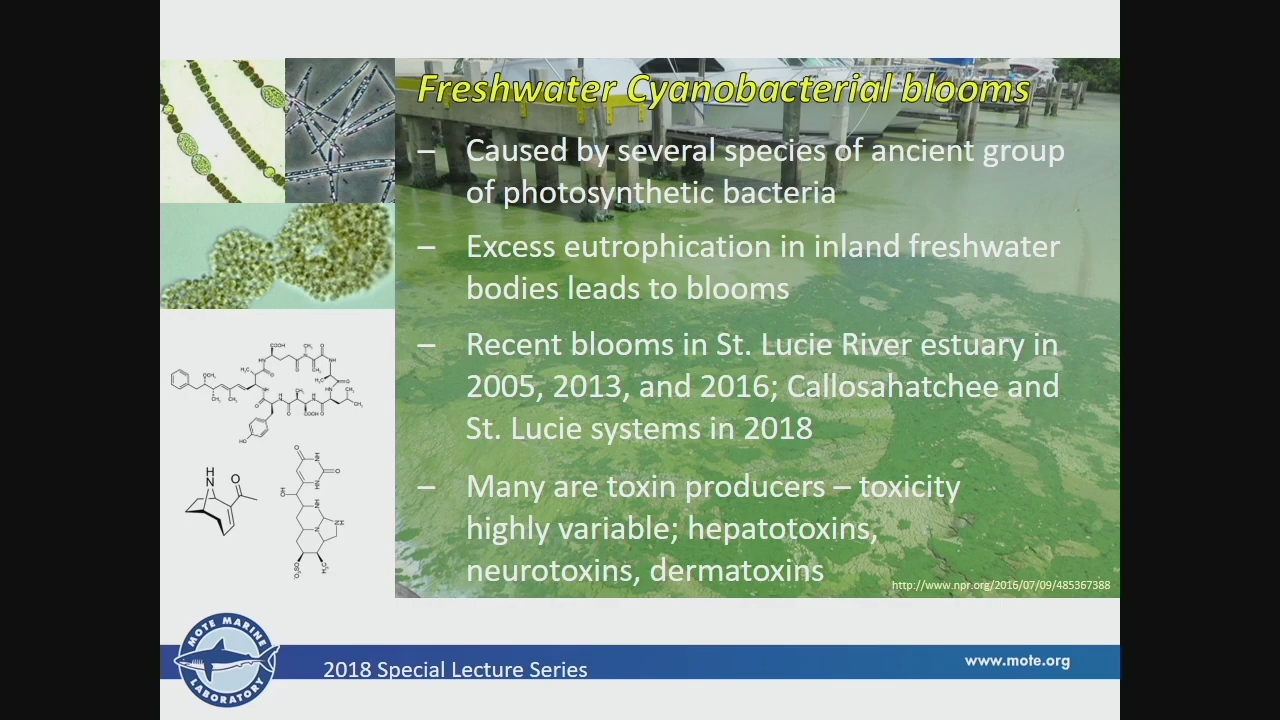 Freshwater Cyanobacterial blooms
– Caused by several species of ancient group
of photosynthetic bacteria
– Excess eutrophication in inland freshwater
bodies leads to blooms
– Recent blooms in St. Lucie River estuary in
2005, 2013, and 2016; Callosahatchee and
St. Lucie systems in 2018
– Many are toxin producers – toxicity
highly variable; hepatotoxins,
neurotoxins, dermatoxins
http://www.npr.org/2016/07/09/485367388
MOTE MARINE
LABORATORY
2018 Special Lecture Series
www.mote.org